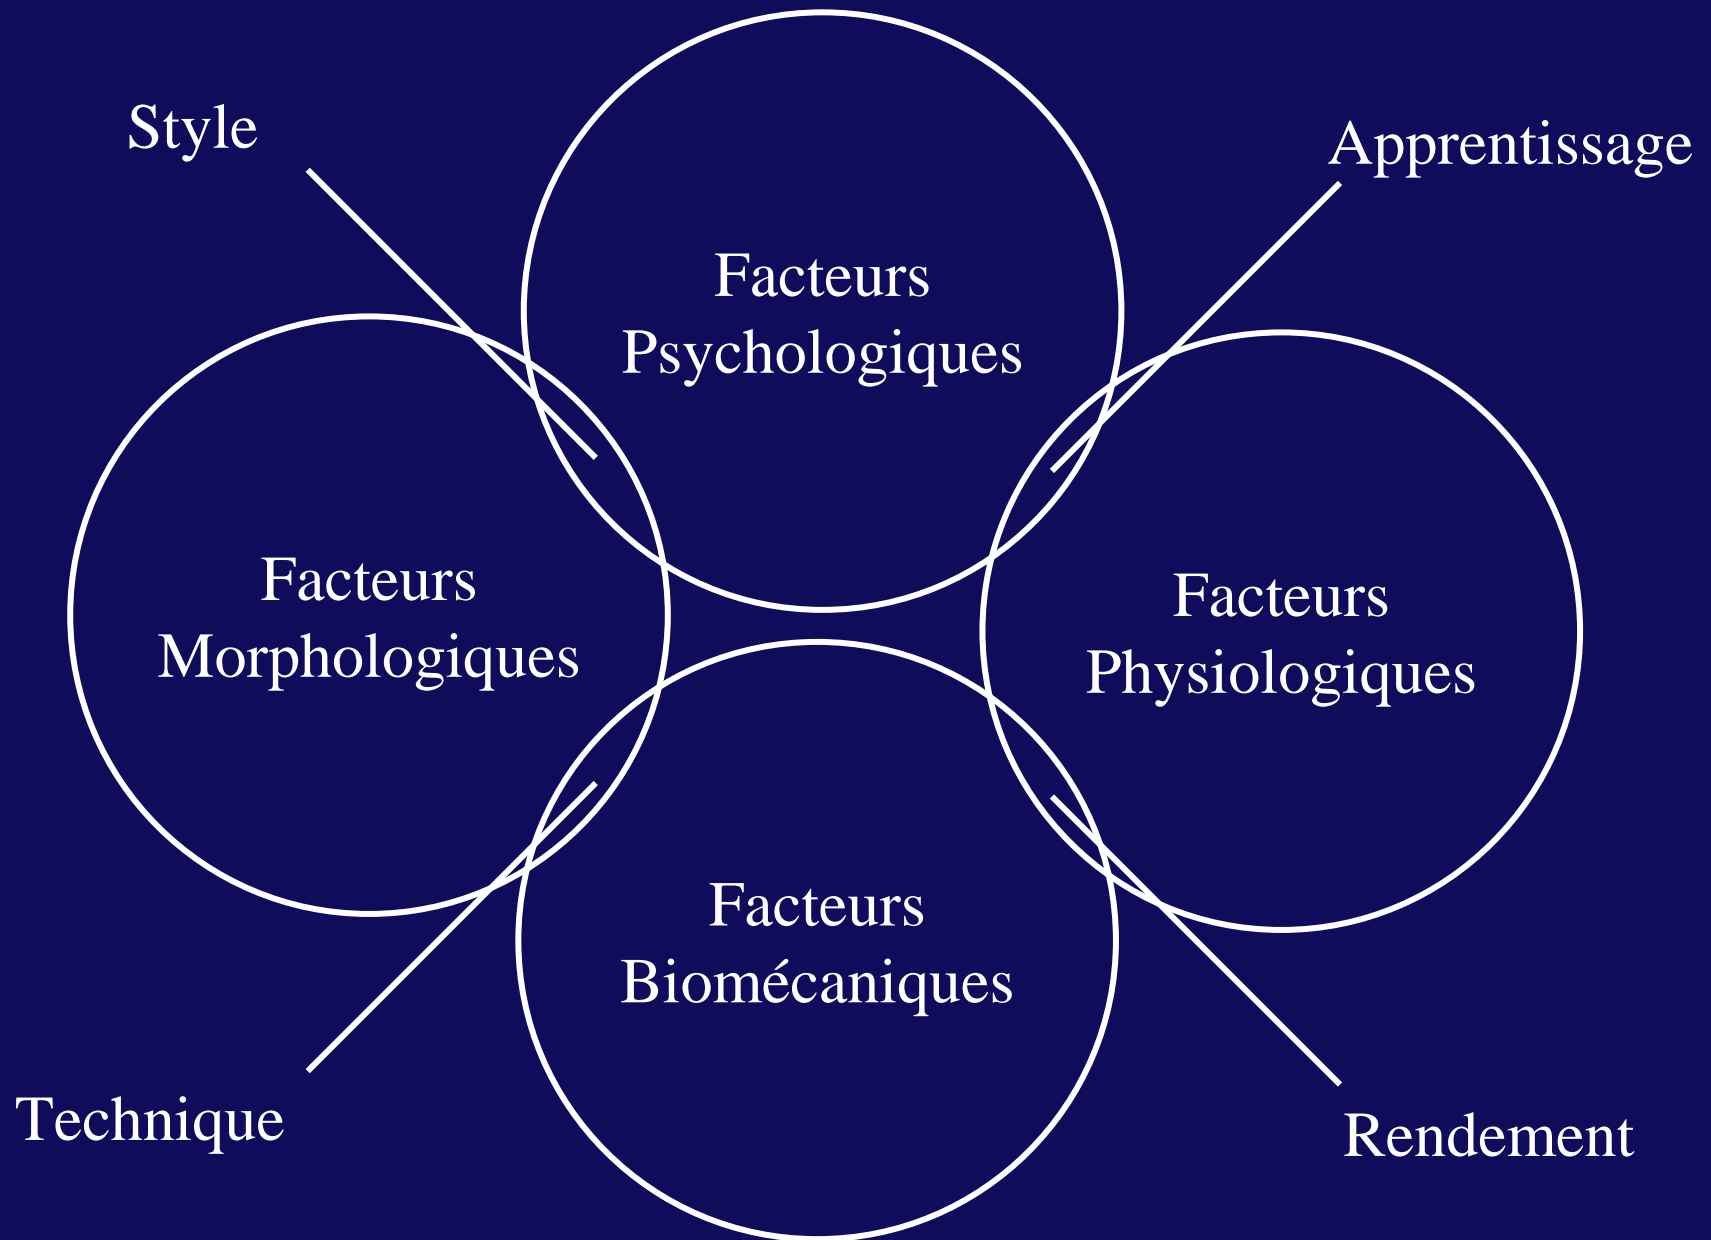 Style
Apprentissage
Facteurs
Psychologiques
Facteurs
Morphologiques
Facteurs
Physiologiques
Facteurs
Biomécaniques
Technique
Rendement